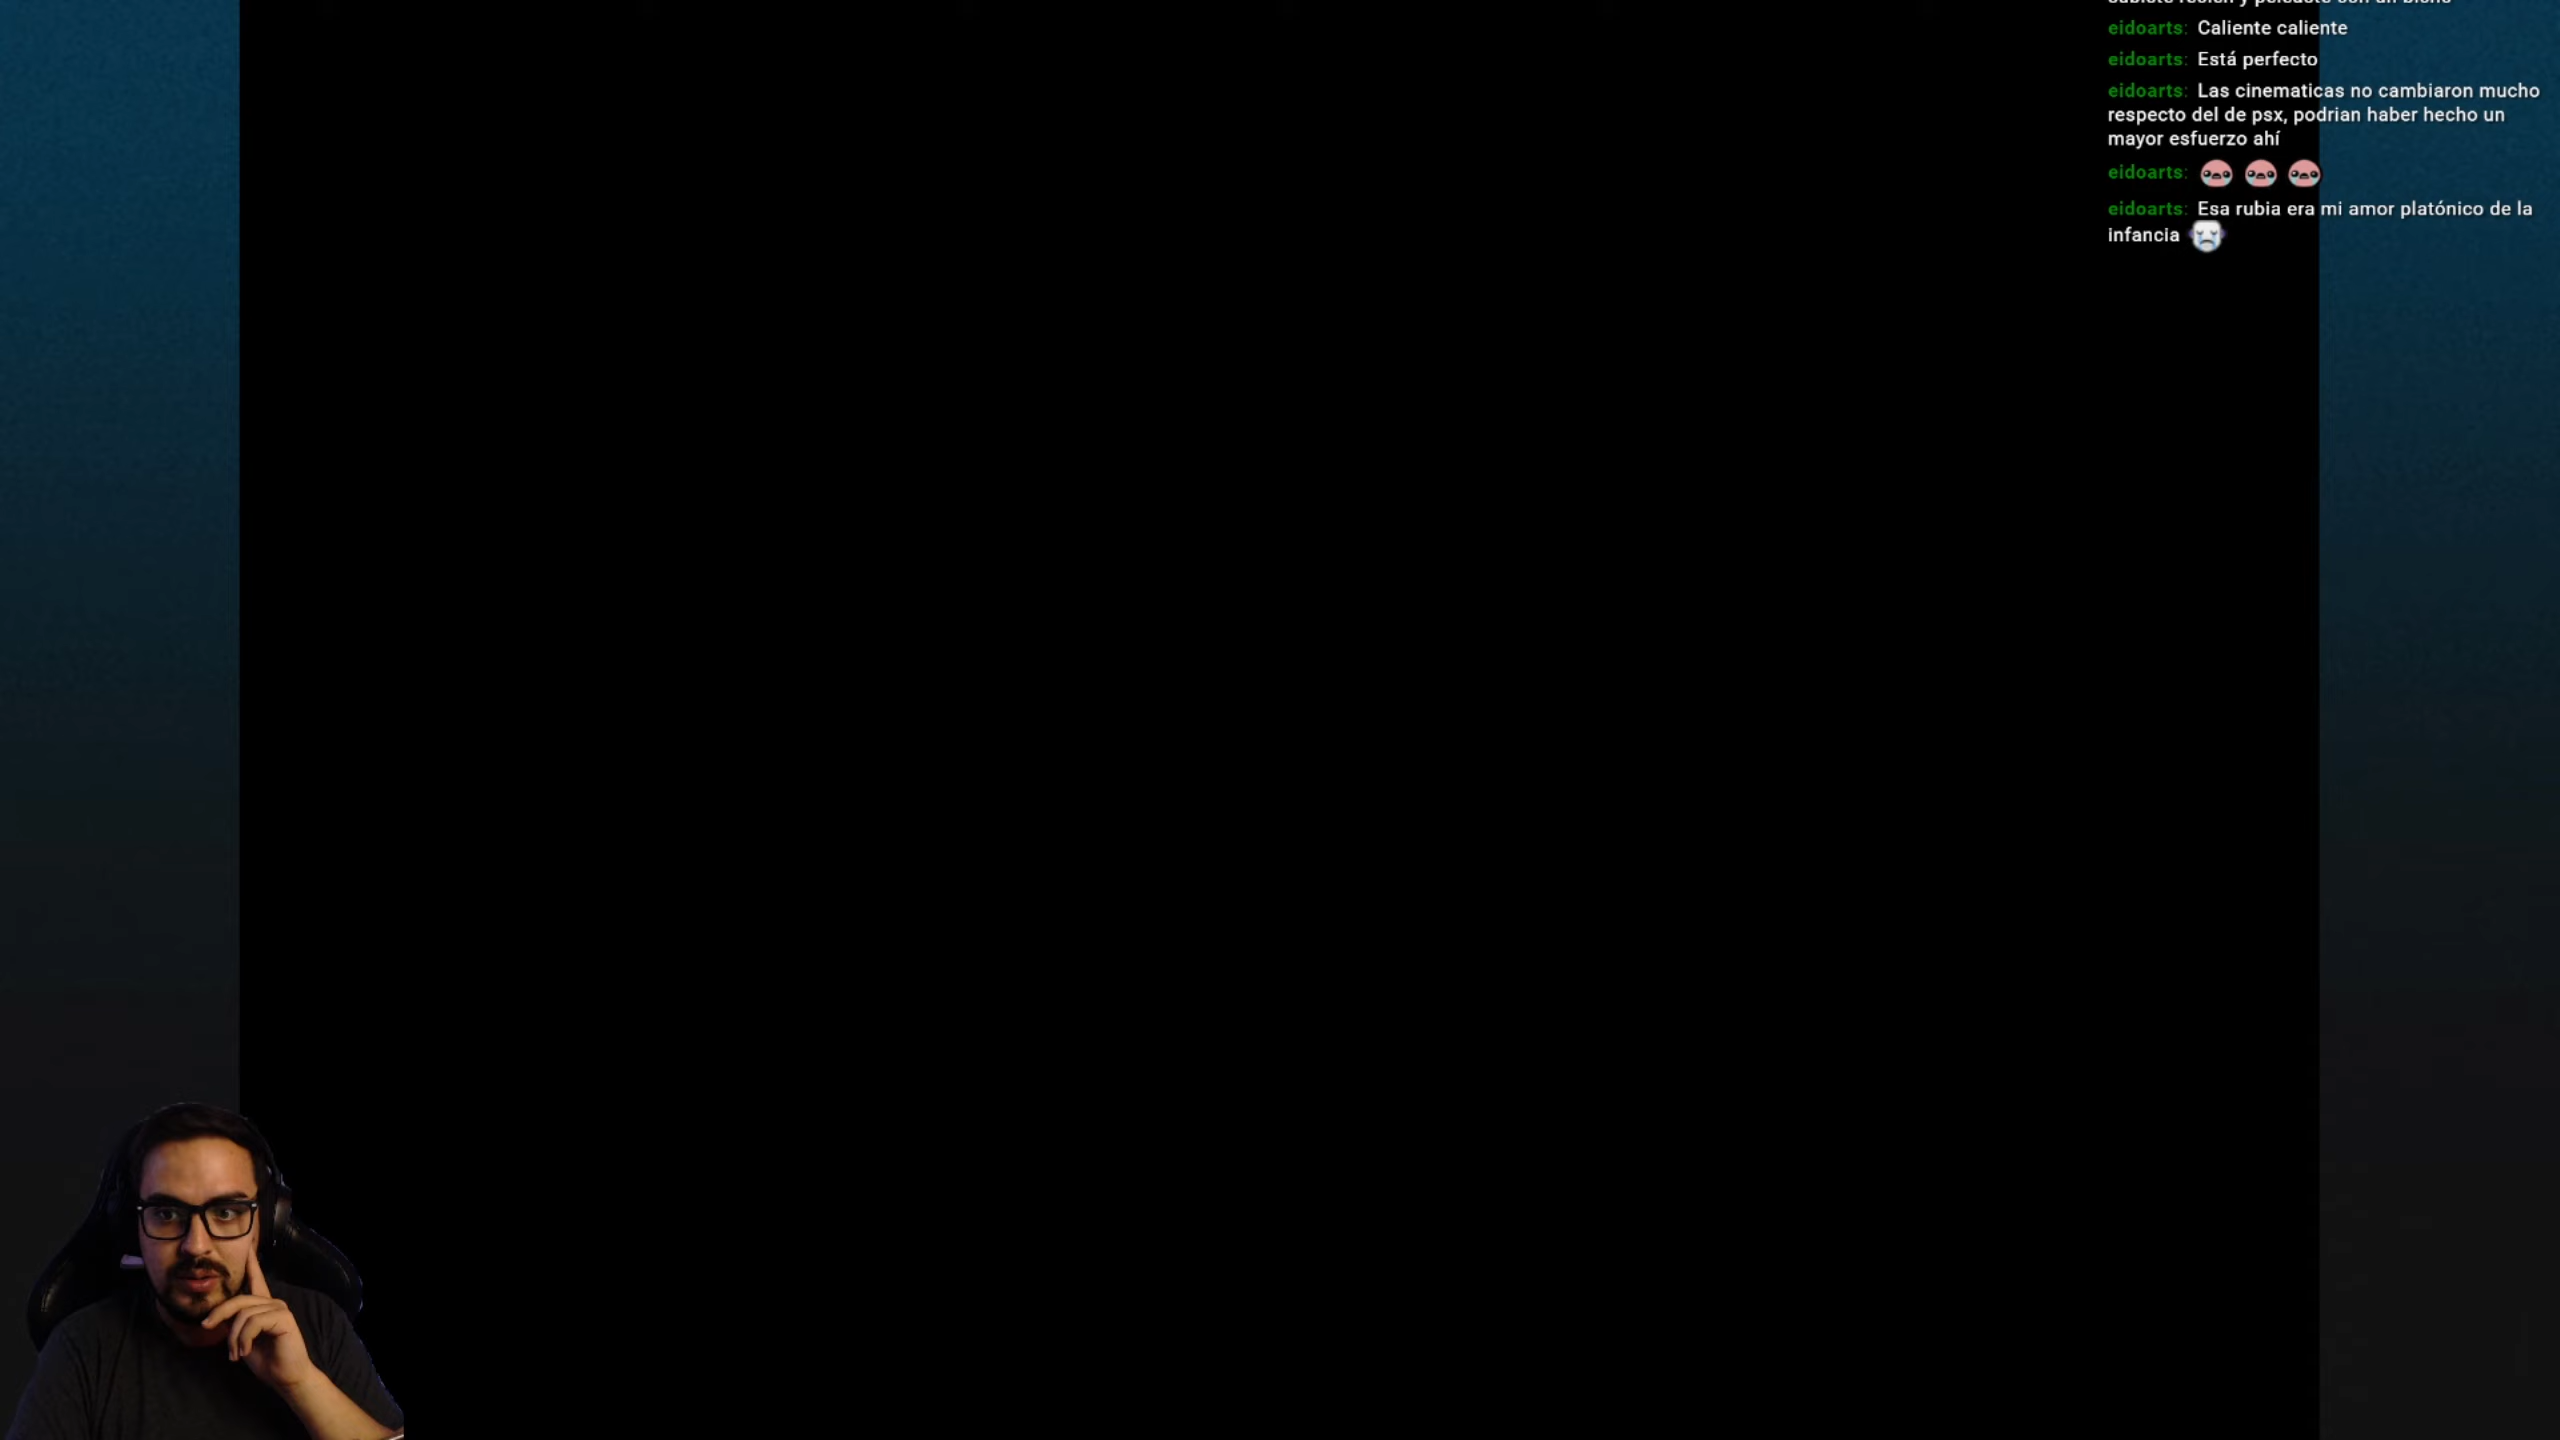 eidoarts: Caliente caliente
eidoarts: Está perfecto
eidoarts: Las cinematicas no cambiaron mucho
respecto del de psx, podrian haber hecho un
mayor esfuerzo ahí
eidoarts:
eidoarts: Esa rubia era mi amor platónico de la
infancia